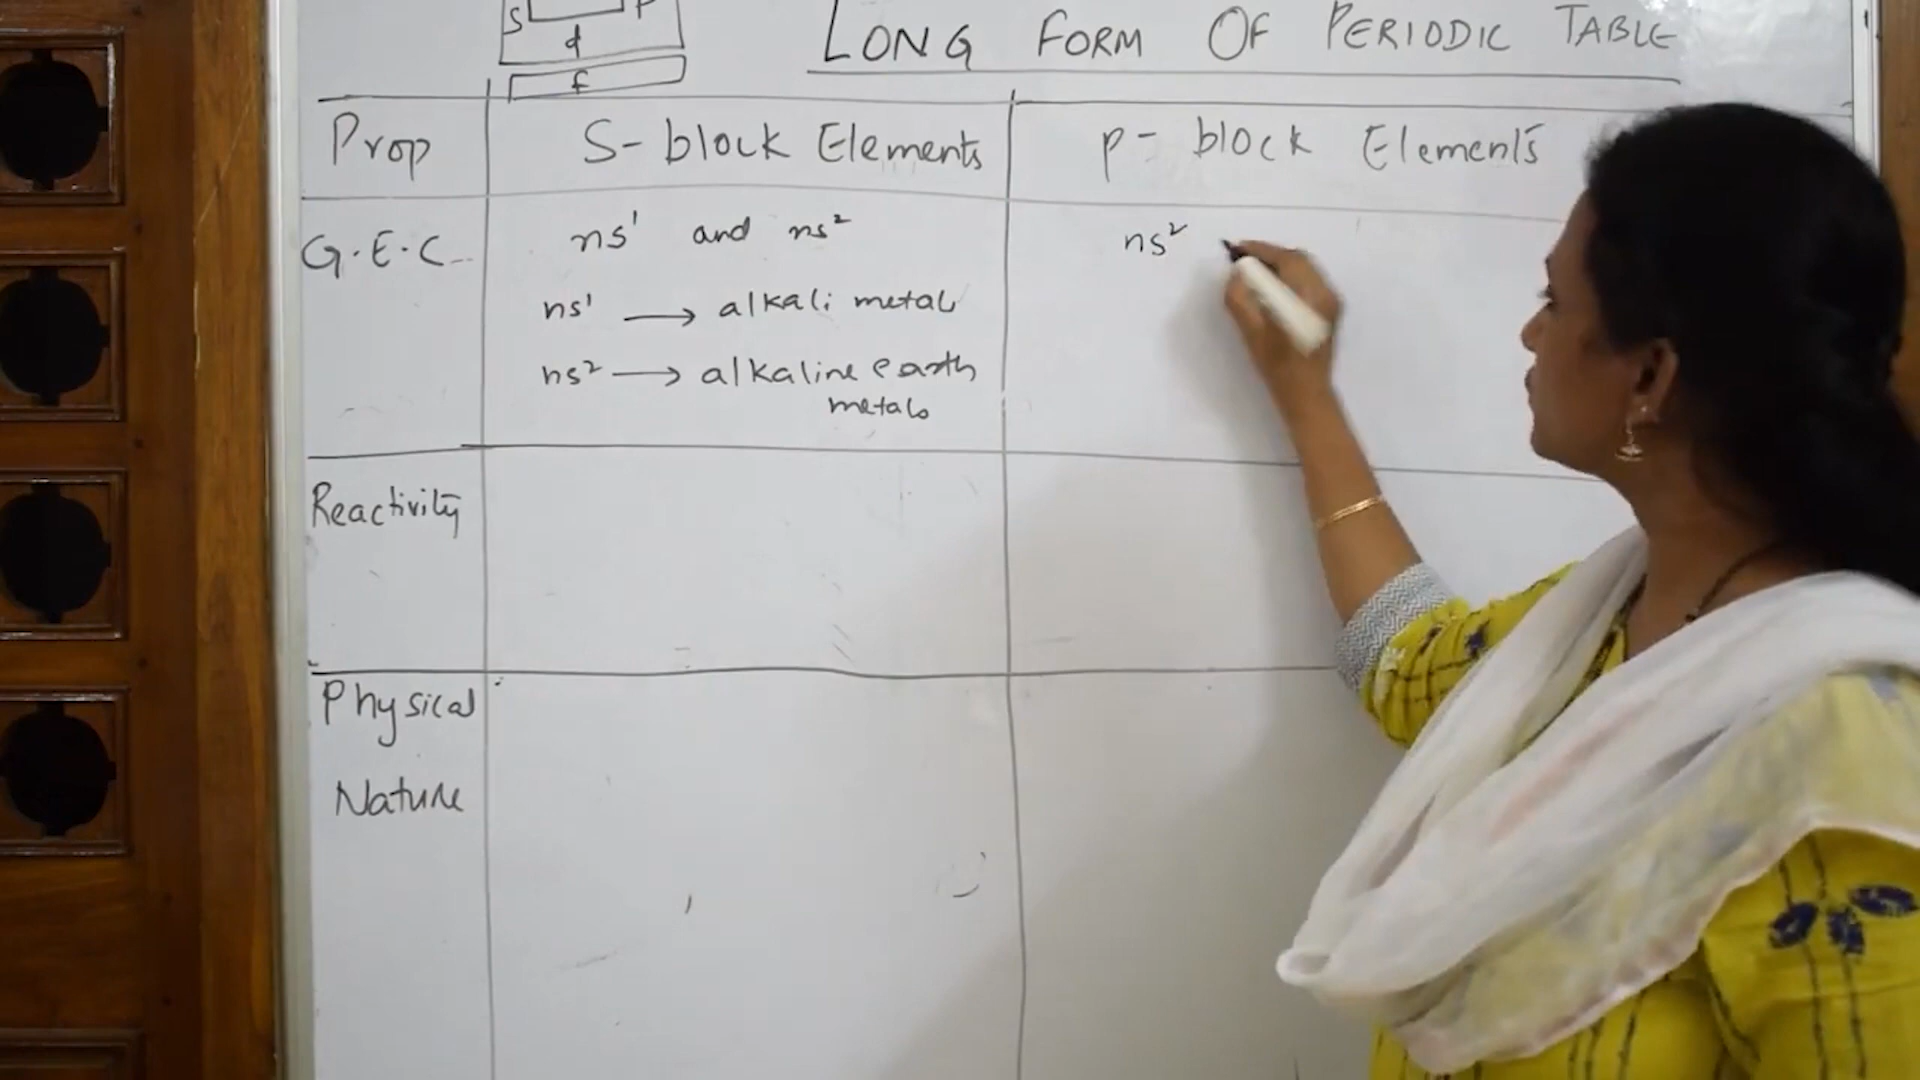 S P
d
f
LONG FORM OF PERIODIC TABLE
Prop S- block Elements p- block Elements
G.E.C. ns¹ and ns² ns²
ns¹ → alkali metals
ns² → alkaline earth
metals
Reactivity
Physical
Nature